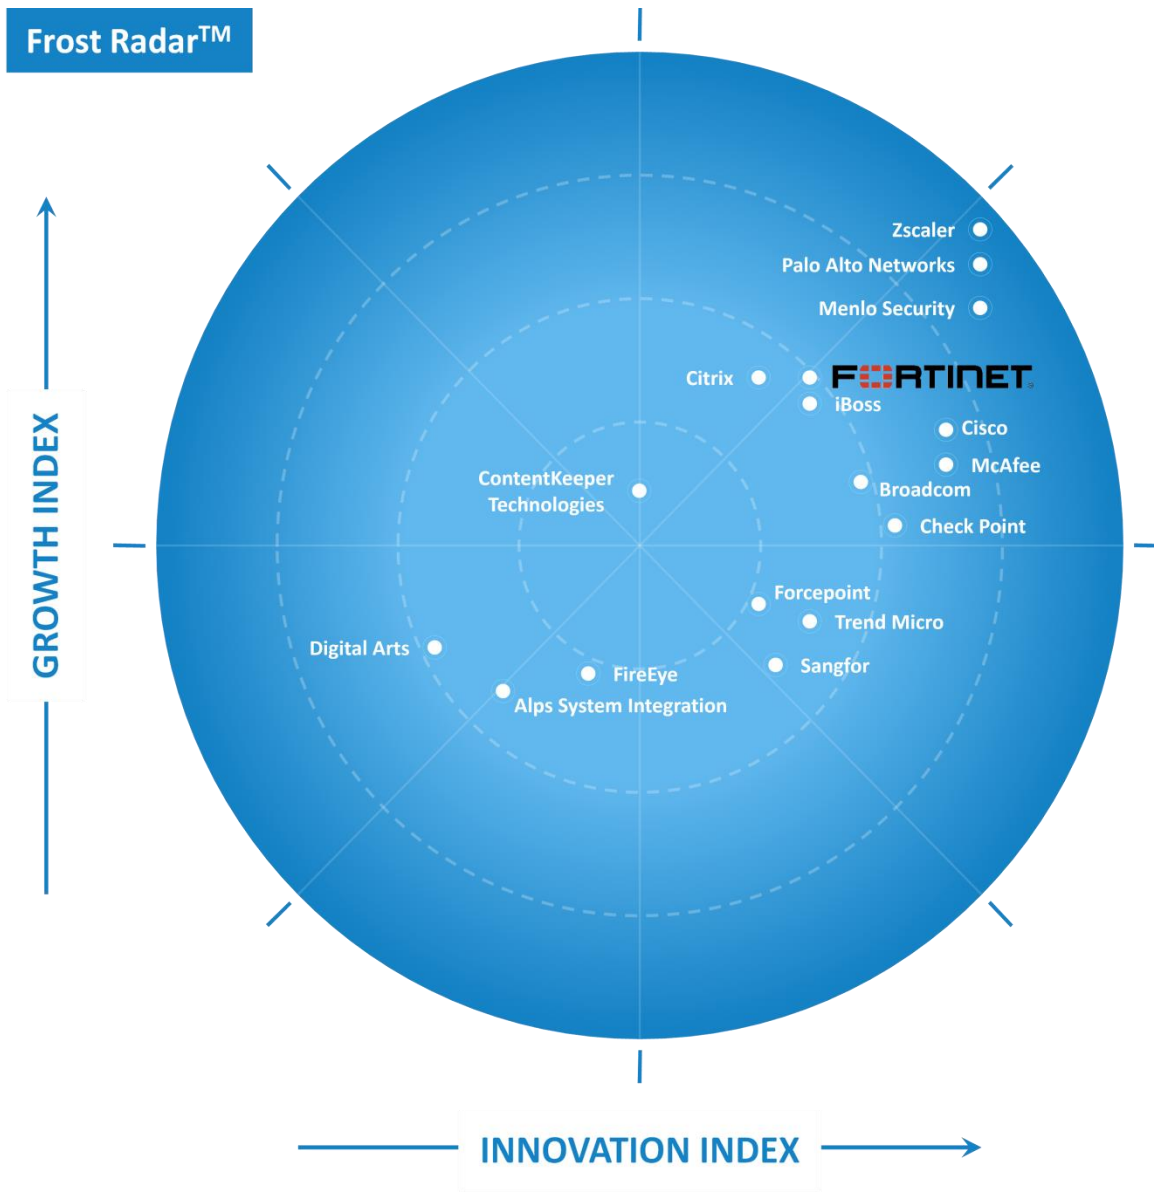 Frost Radar™
Zscaler
Palo Alto Networks
Menlo Security
Citrix
FORTINET®
iBoss
Cisco
McAfee
ContentKeeper
Technologies
Broadcom
Check Point
Forcepoint
Trend Micro
Digital Arts
Sangfor
FireEye
Alps System Integration
GROWTH INDEX
INNOVATION INDEX